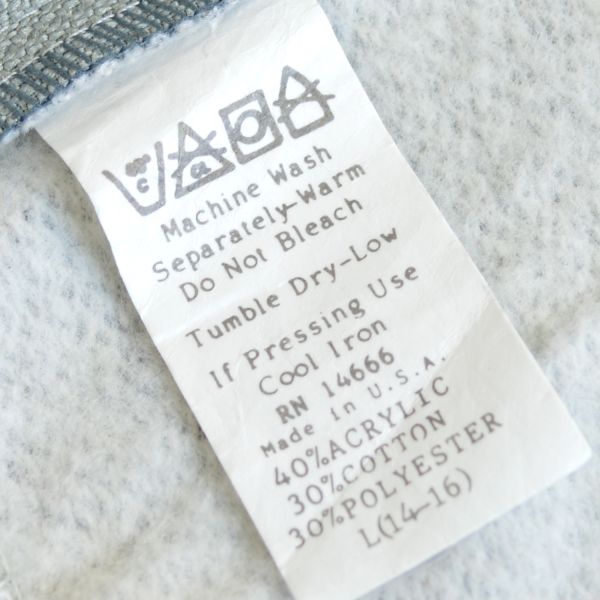 Machine Wash
Separately-Warm
Do Not Bleach
Tumble Dry-Low
If Pressing Use
Cool Iron
RN 14666
Made in U.S.A.
40%ACRYLIC
30%COTTON
30%POLYESTER
L(14-16)